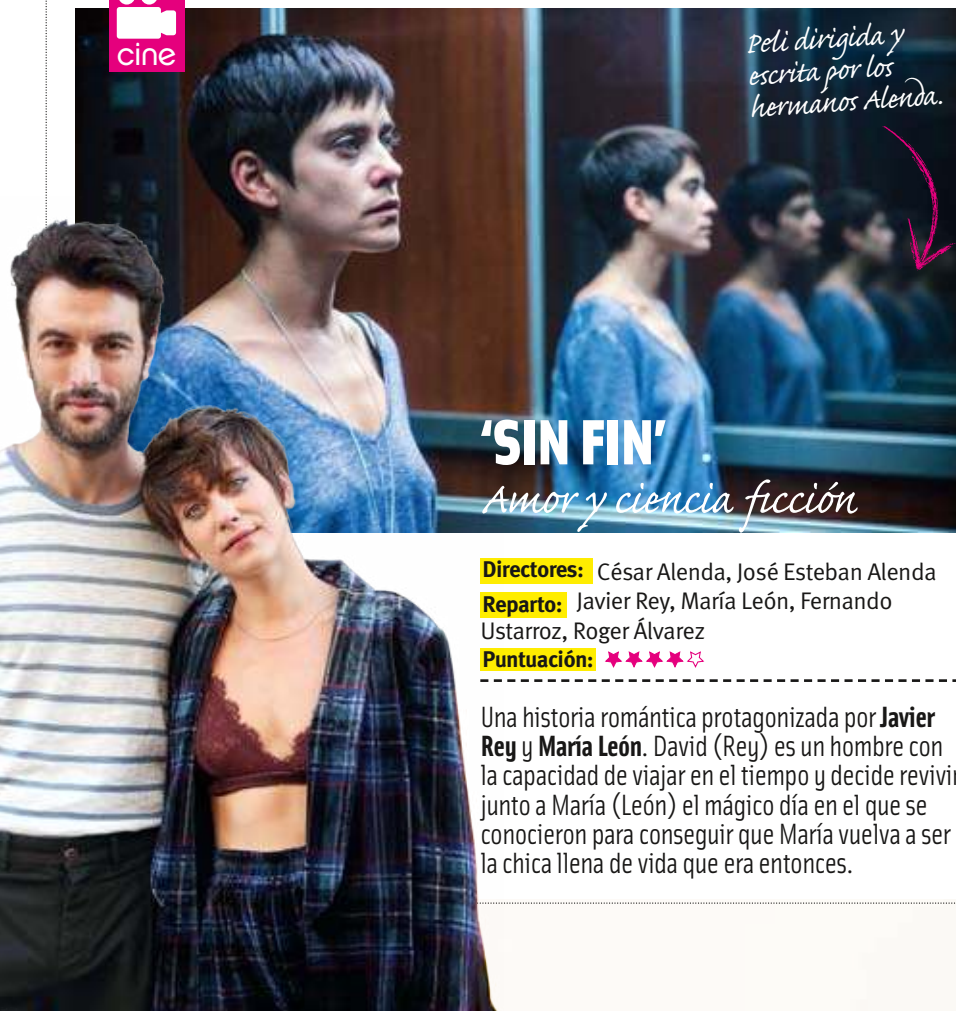 cine
Peli dirigida y
escrita por los
hermanos Alenda.
‘SIN FIN’
Amor y ciencia ficción
Directores: César Alenda, José Esteban Alenda
Reparto: Javier Rey, María León, Fernando
Ustarroz, Roger Álvarez
Puntuación: ★★★★☆
Una historia romántica protagonizada por Javier
Rey y María León. David (Rey) es un hombre con
la capacidad de viajar en el tiempo y decide revivir
junto a María (León) el mágico día en el que se
conocieron para conseguir que María vuelva a ser
la chica llena de vida que era entonces.